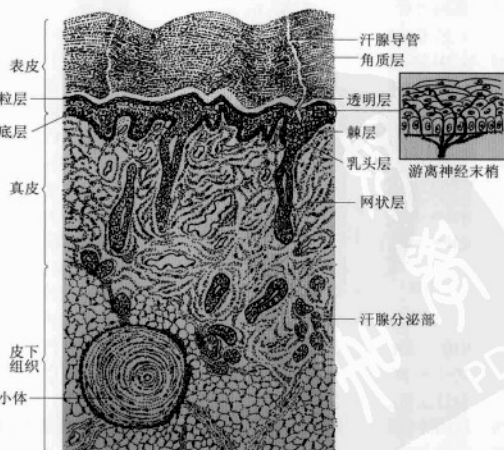 汗腺导管
角质层
表皮
粒层
透明层
底层
棘层
乳头层
游离神经末梢
真皮
网状层
汗腺分泌部
皮下
组织
小体
PD